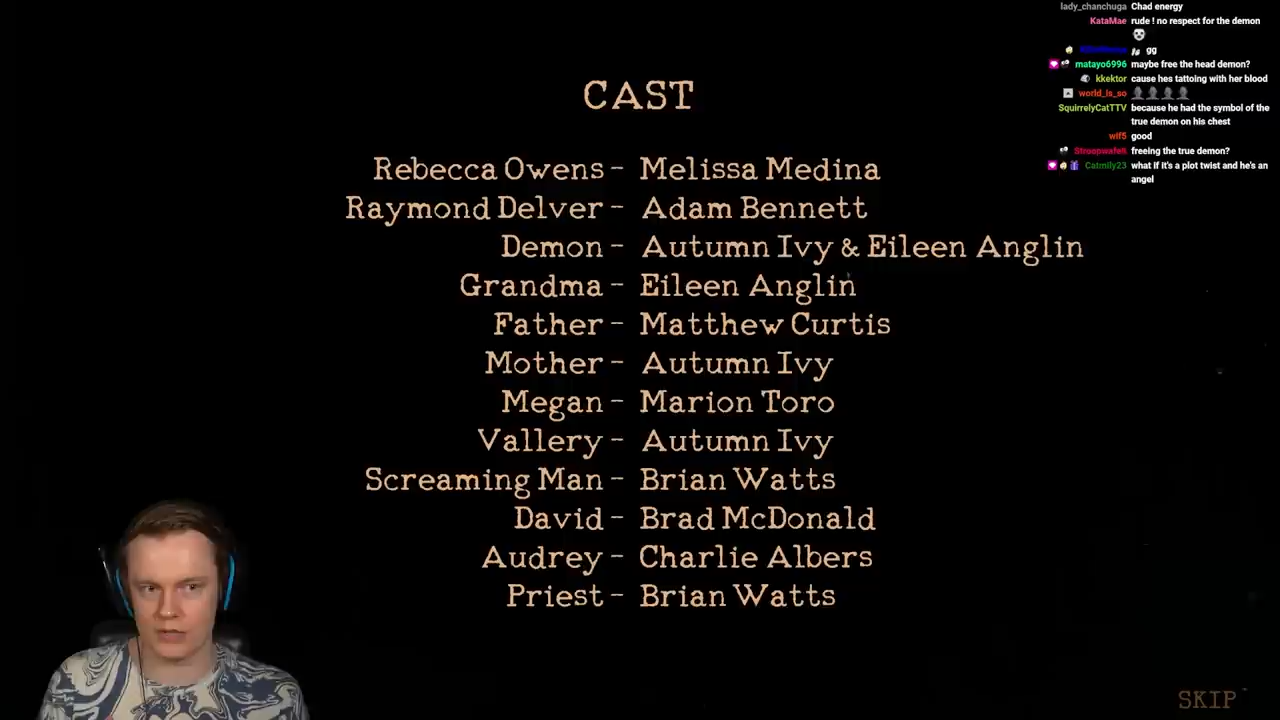 lady_chanchuga Chad energy
KataMae rude ! no respect for the demon
gg
matayo6996 maybe free the head demon?
kkektor cause hes tattoing with her blood
world_is_so
SquirrelyCatTTV because he had the symbol of the
true demon on his chest
wlf5 good
Stroopwafe8 freeing the true demon?
Catmily23 what if it's a plot twist and he's an
angel
CAST
Rebecca Owens - Melissa Medina
Raymond Delver - Adam Bennett
Demon - Autumn Ivy & Eileen Anglin
Grandma - Eileen Anglin
Father - Matthew Curtis
Mother - Autumn Ivy
Megan - Marion Toro
Vallery - Autumn Ivy
Screaming Man - Brian Watts
David - Brad McDonald
Audrey - Charlie Albers
Priest - Brian Watts
SKIP